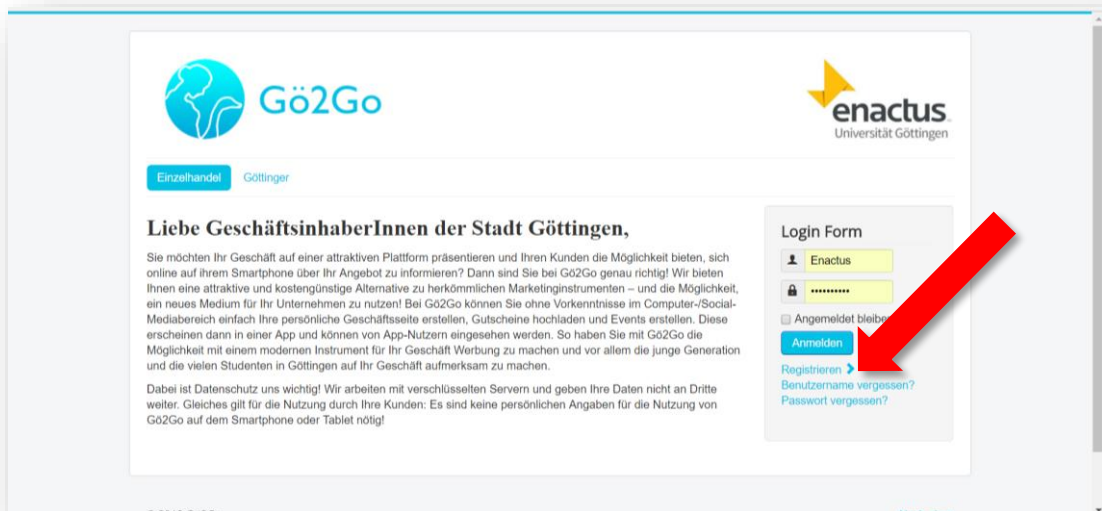 Gö2Go
enactus
Universität Göttingen
Einzelhandel
Göttinger
Liebe GeschäftsinhaberInnen der Stadt Göttingen,
Sie möchten Ihr Geschäft auf einer attraktiven Plattform präsentieren und Ihren Kunden die Möglichkeit bieten, sich
online auf ihrem Smartphone über Ihr Angebot zu informieren? Dann sind Sie bei Gö2Go genau richtig! Wir bieten
Ihnen eine attraktive und kostengünstige Alternative zu herkömmlichen Marketinginstrumenten – und die Möglichkeit,
ein neues Medium für Ihr Unternehmen zu nutzen! Bei Gö2Go können Sie ohne Vorkenntnisse im Computer-/Social-
Mediabereich einfach Ihre persönliche Geschäftsseite erstellen, Gutscheine hochladen und Events erstellen. Diese
erscheinen dann in einer App und können von App-Nutzern eingesehen werden. So haben Sie mit Gö2Go die
Möglichkeit mit einem modernen Instrument für Ihr Geschäft Werbung zu machen und vor allem die junge Generation
und die vielen Studenten in Göttingen auf Ihr Geschäft aufmerksam zu machen.
Dabei ist Datenschutz uns wichtig! Wir arbeiten mit verschlüsselten Servern und geben Ihre Daten nicht an Dritte
weiter. Gleiches gilt für die Nutzung durch Ihre Kunden: Es sind keine persönlichen Angaben für die Nutzung von
Gö2Go auf dem Smartphone oder Tablet nötig!
Login Form
Enactus
••••••••••
Angemeldet bleiben
Anmelden
Registrieren
Benutzername vergessen?
Passwort vergessen?